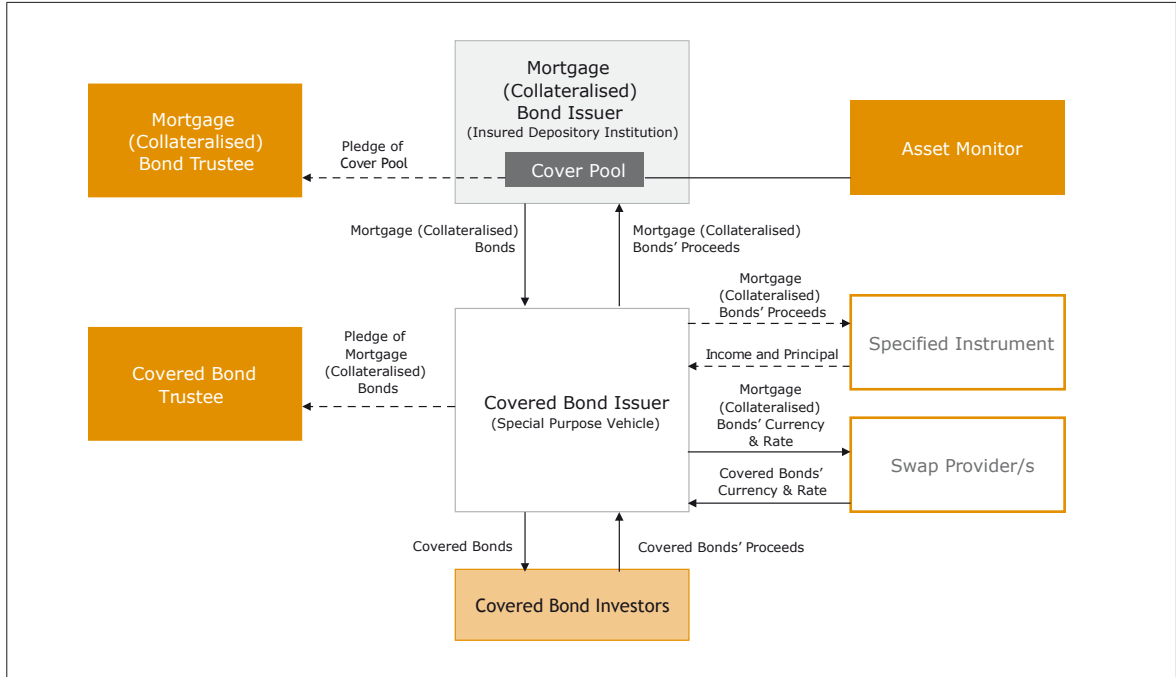 Mortgage
(Collateralised)
Bond Issuer
(Insured Depository Institution)
Cover Pool
Mortgage
(Collateralised)
Bond Trustee
Pledge of
Cover Pool
Asset Monitor
Mortgage (Collateralised)
Bonds
Mortgage (Collateralised)
Bonds’ Proceeds
Mortgage
(Collateralised)
Bonds’ Proceeds
Specified Instrument
Income and Principal
Covered Bond
Trustee
Pledge of
Mortgage
(Collateralised)
Bonds
Covered Bond Issuer
(Special Purpose Vehicle)
Mortgage
(Collateralised)
Bonds’ Currency
& Rate
Swap Provider/s
Covered Bonds’
Currency & Rate
Covered Bonds
Covered Bonds’ Proceeds
Covered Bond Investors